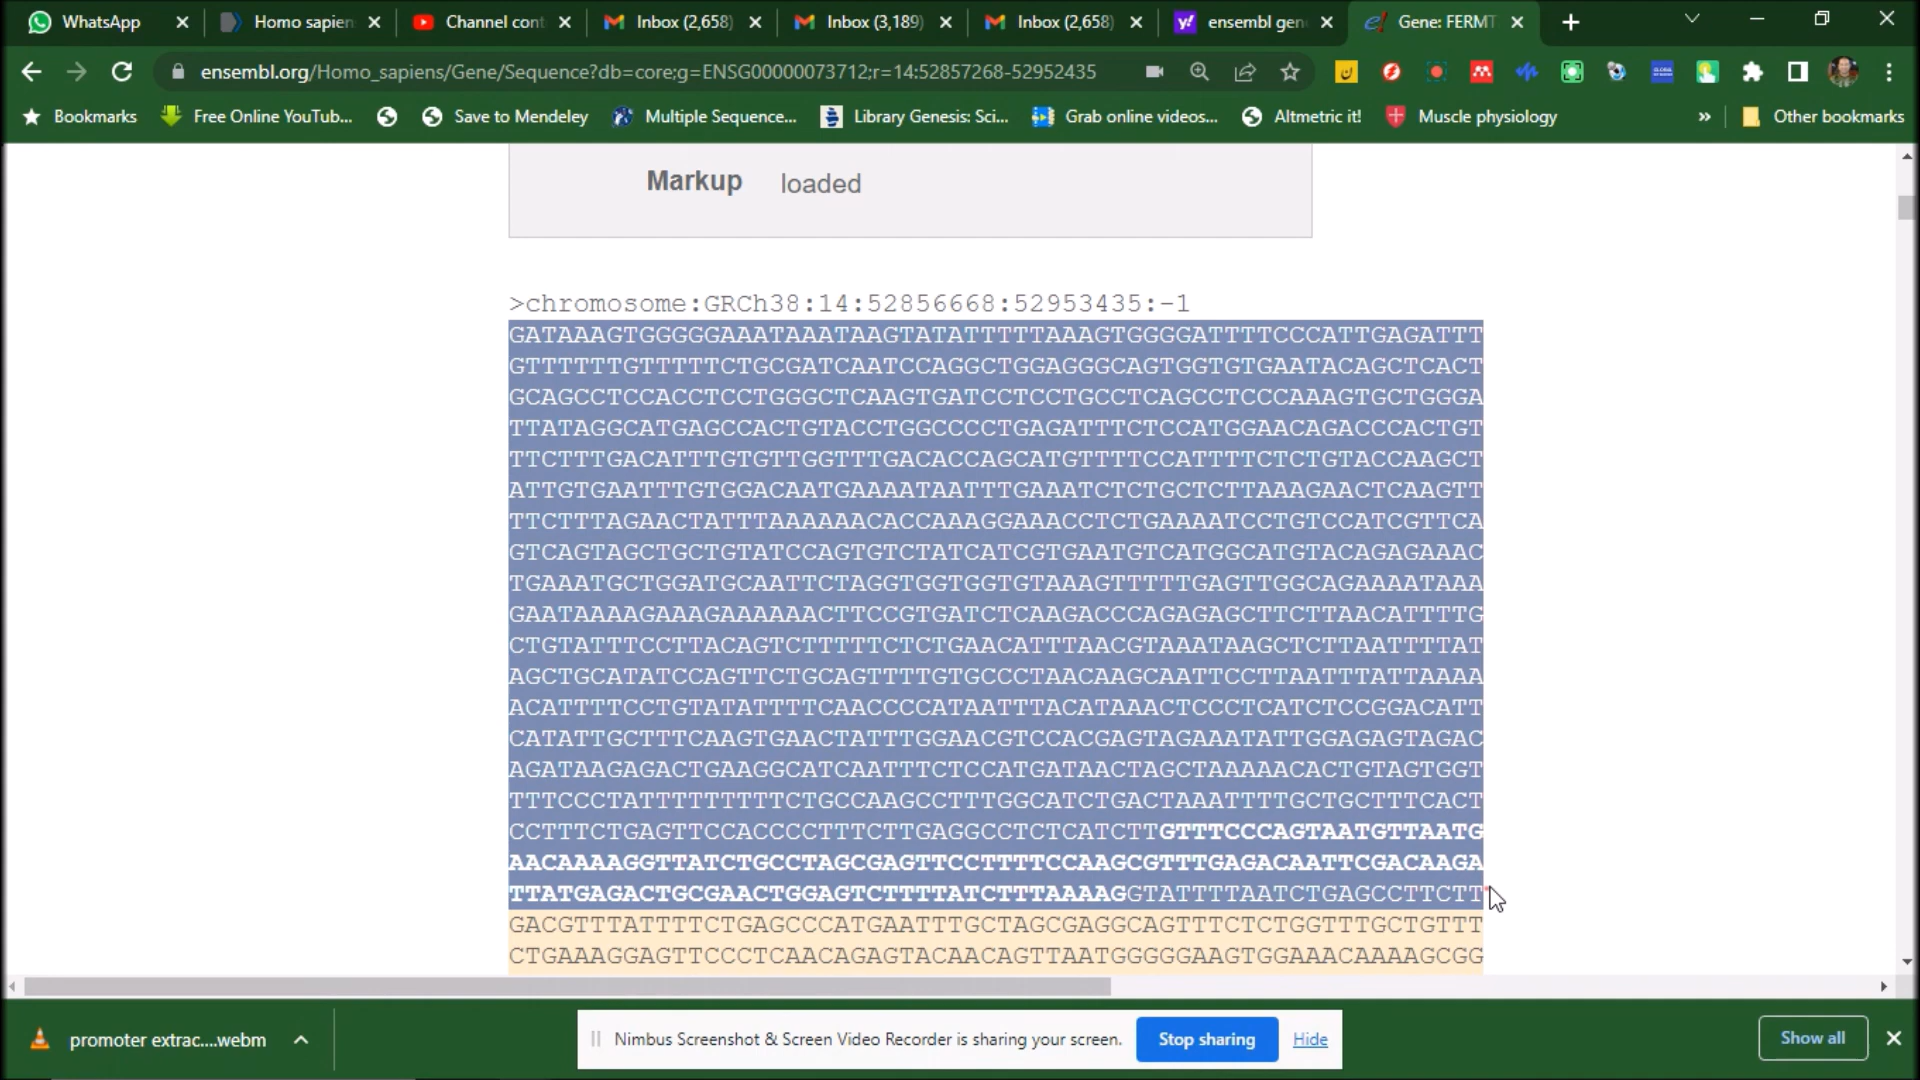 WhatsApp
Homo sapien
Channel cont
Inbox (2,658)
Inbox (3,189)
Inbox (2,658)
ensembl gen
Gene: FERMT
ensembl.org/Homo_sapiens/Gene/Sequence?db=core;g=ENSG00000073712;r=14:52857268-52952435
Bookmarks
Free Online YouTub...
Save to Mendeley
Multiple Sequence...
Library Genesis: Sci...
Grab online videos...
Altmetric it!
Muscle physiology
»
Other bookmarks
Markup loaded
>chromosome:GRCh38:14:52856668:52953435:-1
GATAAAGTGGGGGAAATAAATAAGTATATTTTTAAAGTGGGGATTTTCCCATTGAGATTT
GTTTTTTGTTTTTCTGCGATCAATCCAGGCTGGAGGGCAGTGGTGTGAATACAGCTCACT
GCAGCCTCCACCTCCTGGGCTCAAGTGATCCTCCTGCCTCAGCCTCCCAAAGTGCTGGGA
TTATAGGCATGAGCCACTGTACCTGGCCCCTGAGATTTCTCCATGGAACAGACCCACTGT
TTCTTTGACATTTGTGTTGGTTTGACACCAGCATGTTTTCCATTTTCTCTGTACCAAGCT
ATTGTGAATTTGTGGACAATGAAAATAATTTGAAATCTCTGCTCTTAAAGAACTCAAGTT
TTCTTTAGAACTATTTAAAAAACACCAAAGGAAACCTCTGAAAATCCTGTCCATCGTTCA
GTCAGTAGCTGCTGTATCCAGTGTCTATCATCGTGAATGTCATGGCATGTACAGAGAAAC
TGAAATGCTGGATGCAATTCTAGGTGGTGGTGTAAAGTTTTTGAGTTGGCAGAAAATAAA
GAATAAAAGAAAGAAAAAACTTCCGTGATCTCAAGACCCAGAGAGCTTCTTAACATTTTG
CTGTATTTCCTTACAGTCTTTTTCTCTGAACATTTAACGTAAATAAGCTCTTAATTTTAT
AGCTGCATATCCAGTTCTGCAGTTTTGTGCCCTAACAAGCAATTCCTTAATTTATTAAAA
ACATTTTCCTGTATATTTTCAACCCCATAATTTACATAAACTCCCTCATCTCCGGACATT
CATATTGCTTTCAAGTGAACTATTTGGAACGTCCACGAGTAGAAATATTGGAGAGTAGAC
AGATAAGAGACTGAAGGCATCAATTTCTCCATGATAACTAGCTAAAAACACTGTAGTGGT
TTTCCCTATTTTTTTTTCTGCCAAGCCTTTGGCATCTGACTAAATTTTGCTGCTTTCACT
CCTTTCTGAGTTCCACCCCTTTCTTGAGGCCTCTCATCTTGTTTCCCAGTAATGTTAATG
AACAAAAGGTTATCTGCCTAGCGAGTTCCTTTTCCAAGCGTTTGAGACAATTCGACAAGA
TTATGAGACTGCGAACTGGAGTCTTTTATCTTTAAAAGGTATTTTAATCTGAGCCTTCTT
GACGTTTATTTTCTGAGCCCATGAATTTGCTAGCGAGGCAGTTTCTCTGGTTTGCTGTTT
CTGAAAGGAGTTCCCTCAACAGAGTACAACAGTTAATGGGGGAAGTGGAAACAAAAGCGG
promoter extrac....webm
Nimbus Screenshot & Screen Video Recorder is sharing your screen.
Stop sharing
Hide
Show all